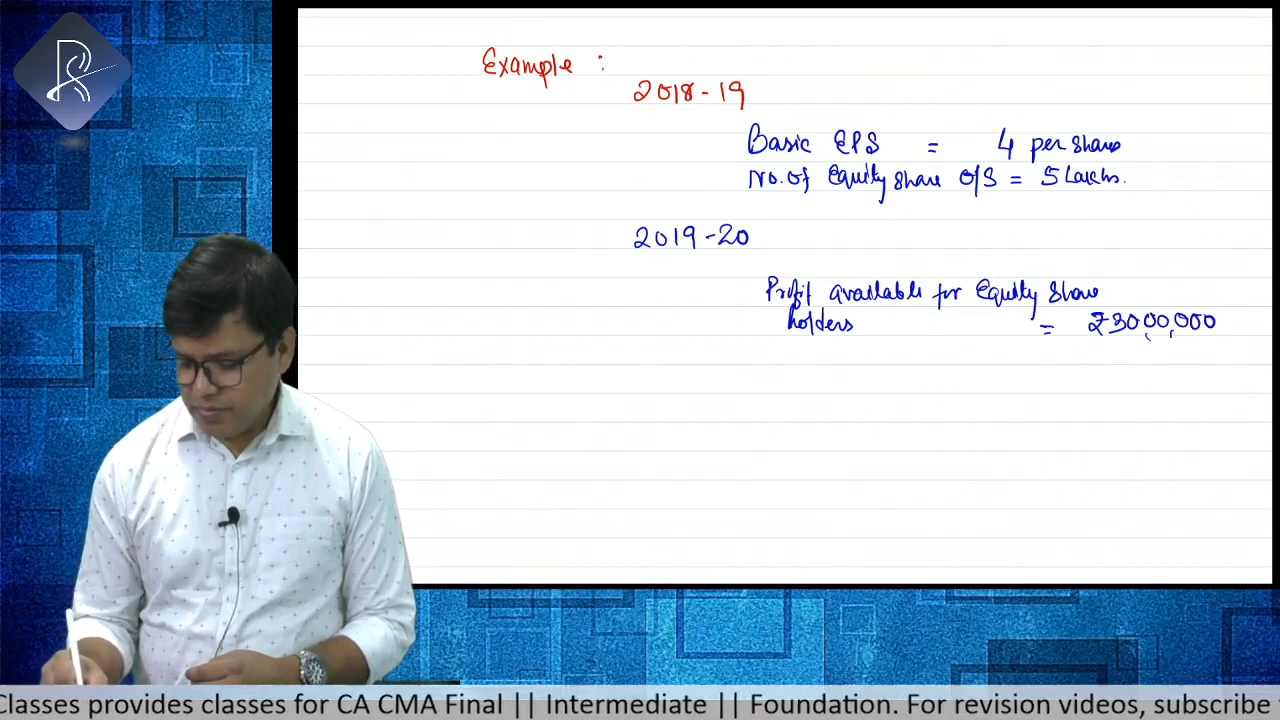 Example :
2018-19
Basic EPS = 4 per share
No. of Equity share O/S = 5 Lakhs.
2019-20
Profit available for Equity Share
holders = ₹30,00,000
Classes provides classes for CA CMA Final || Intermediate || Foundation. For revision videos, subscribe